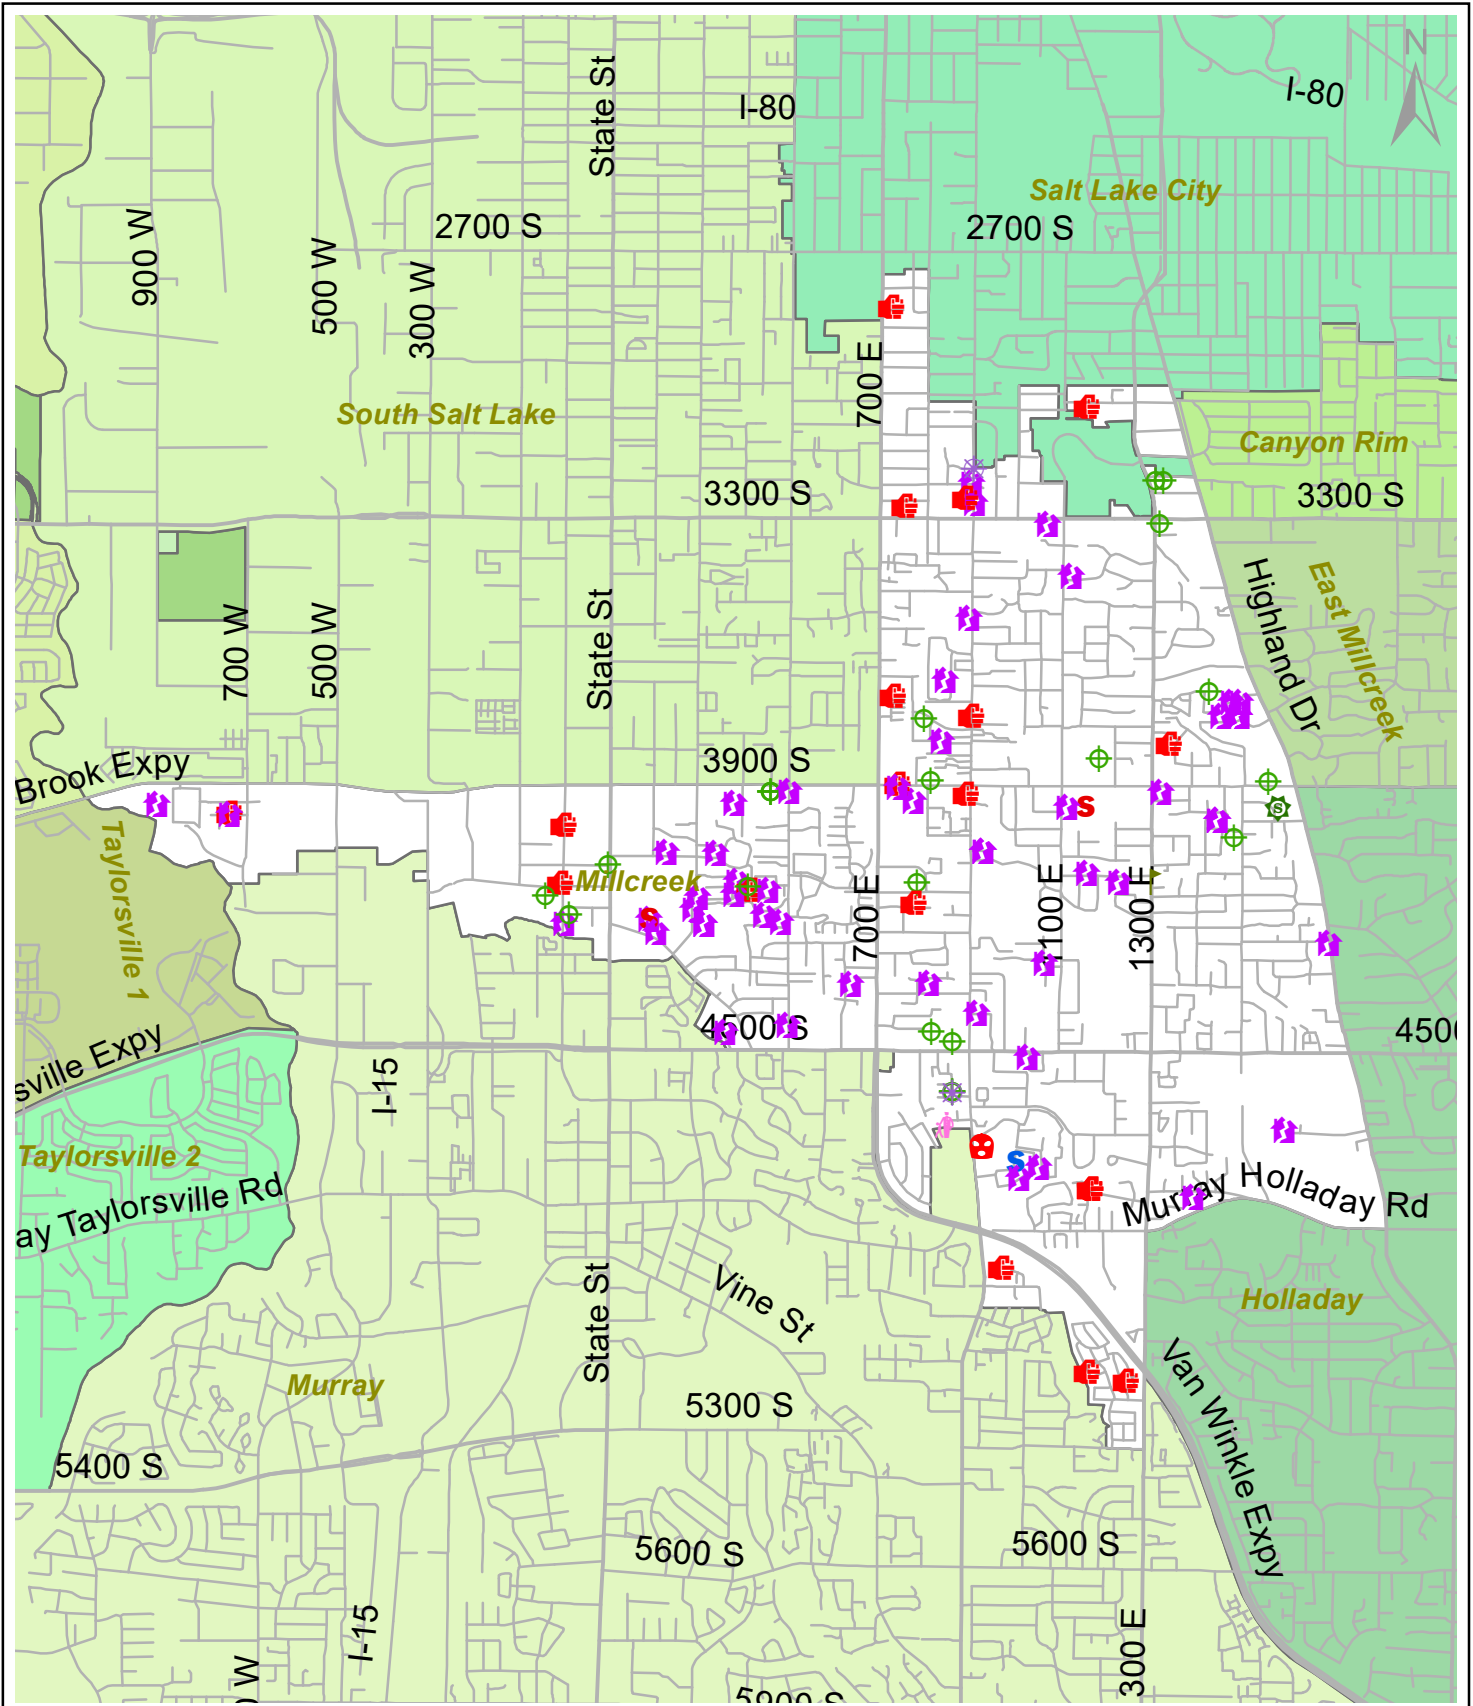 N
State St
I-80
I-80
Salt Lake City
2700 S
2700 S
900 W
500 W
300 W
700 E
South Salt Lake
Canyon Rim
3300 S
3300 S
Highland Dr
East Millcreek
State St
700 W
500 W
3900 S
Brook Expy
S
S
Taylorsville 1
Millcreek
S
700 E
1100 E
1300 E
4500 S
4500
sville Expy
I-15
Taylorsville 2
S
ay Taylorsville Rd
Murray Holladay Rd
State St
Vine St
Holladay
Murray
Van Winkle Expy
5300 S
5400 S
5600 S
5600 S
I-15
300 E
0 W
5900 S